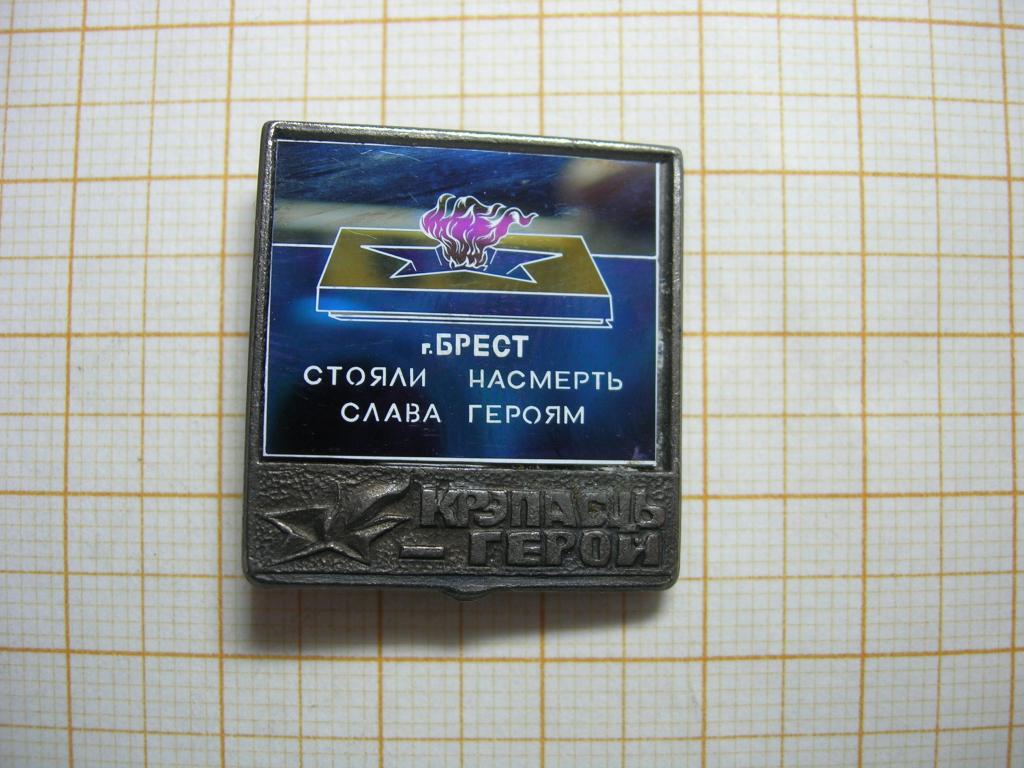 г.БРЕСТ
СТОЯЛИ НАСМЕРТЬ
СЛАВА ГЕРОЯМ
КРЭПАСЦЬ
– ГЕРОЙ